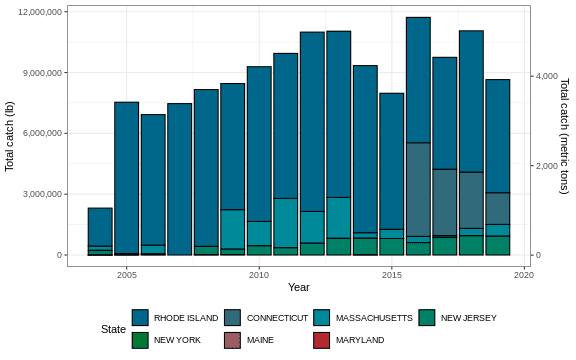 12,000,000
9,000,000
6,000,000
3,000,000
0
Total catch (lb)
4,000
2,000
0
Total catch (metric tons)
2005 2010 2015 2020
Year
State
RHODE ISLAND CONNECTICUT MASSACHUSETTS NEW JERSEY
NEW YORK MAINE MARYLAND